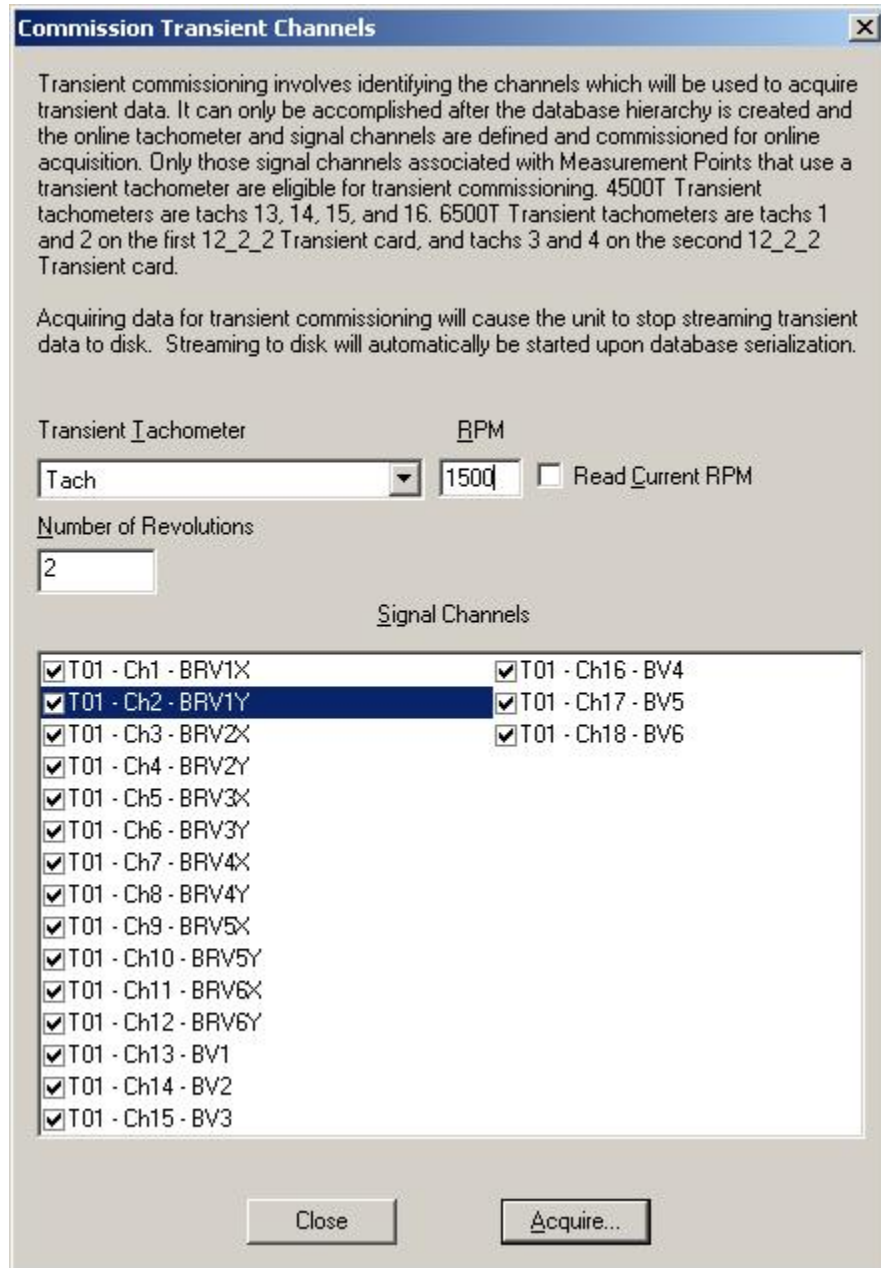 Commission Transient Channels
Transient commissioning involves identifying the channels which will be used to acquire
transient data. It can only be accomplished after the database hierarchy is created and
the online tachometer and signal channels are defined and commissioned for online
acquisition. Only those signal channels associated with Measurement Points that use a
transient tachometer are eligible for transient commissioning. 4500T Transient
tachometers are tachs 13, 14, 15, and 16. 6500T Transient tachometers are tachs 1
and 2 on the first 12_2_2 Transient card, and tachs 3 and 4 on the second 12_2_2
Transient card.
Acquiring data for transient commissioning will cause the unit to stop streaming transient
data to disk.  Streaming to disk will automatically be started upon database serialization.
Transient Tachometer
RPM
Tach
1500
Read Current RPM
Number of Revolutions
2
Signal Channels
T01 - Ch1 - BRV1X
T01 - Ch2 - BRV1Y
T01 - Ch3 - BRV2X
T01 - Ch4 - BRV2Y
T01 - Ch5 - BRV3X
T01 - Ch6 - BRV3Y
T01 - Ch7 - BRV4X
T01 - Ch8 - BRV4Y
T01 - Ch9 - BRV5X
T01 - Ch10 - BRV5Y
T01 - Ch11 - BRV6X
T01 - Ch12 - BRV6Y
T01 - Ch13 - BV1
T01 - Ch14 - BV2
T01 - Ch15 - BV3
T01 - Ch16 - BV4
T01 - Ch17 - BV5
T01 - Ch18 - BV6
Close
Acquire...